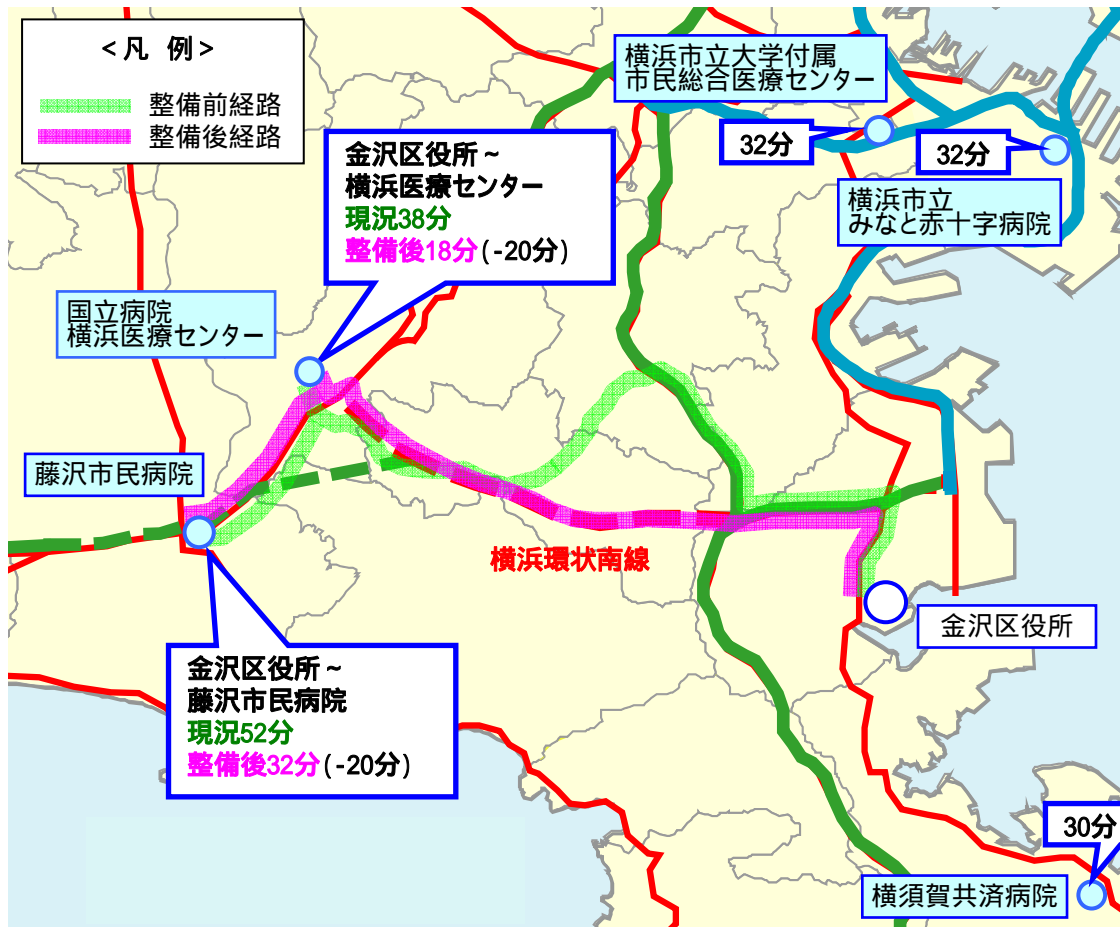 <凡 例>
整備前経路
整備後経路
横浜市立大学付属
市民総合医療センター
32分
32分
横浜市立
みなと赤十字病院
金沢区役所～
横浜医療センター
現況38分
整備後18分(-20分)
国立病院
横浜医療センター
藤沢市民病院
横浜環状南線
金沢区役所
金沢区役所～
藤沢市民病院
現況52分
整備後32分(-20分)
30分
横須賀共済病院